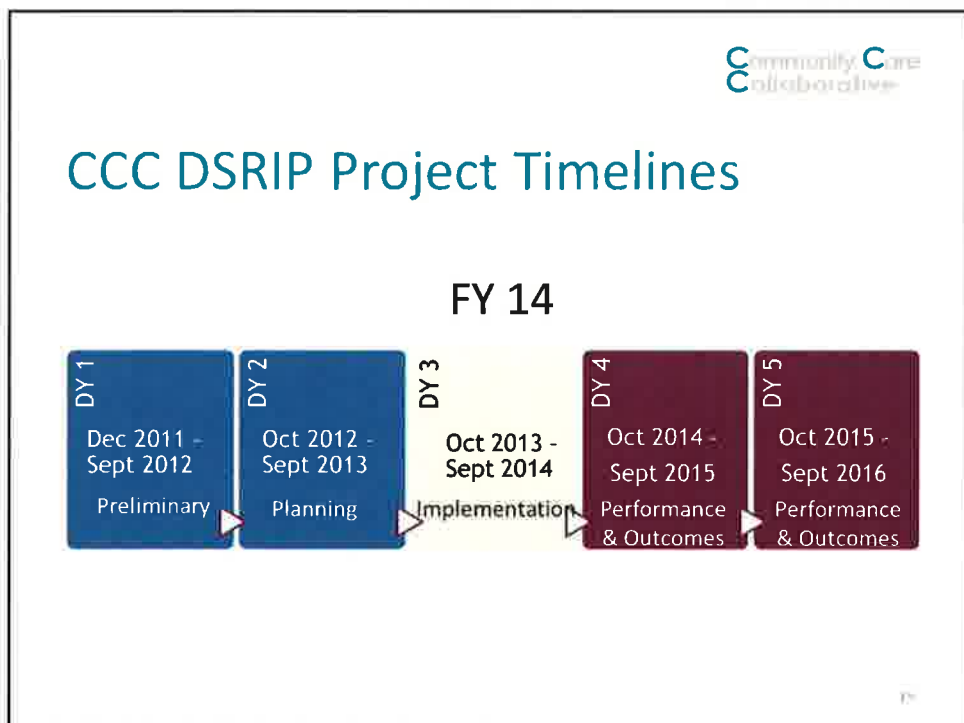 Community Care
Collaborative
CCC DSRIP Project Timelines
FY 14
DY 1
Dec 2011 -
Sept 2012
Preliminary
DY 2
Oct 2012 -
Sept 2013
Planning
DY 3
Oct 2013 -
Sept 2014
Implementation
DY 4
Oct 2014 -
Sept 2015
Performance
& Outcomes
DY 5
Oct 2015 -
Sept 2016
Performance
& Outcomes